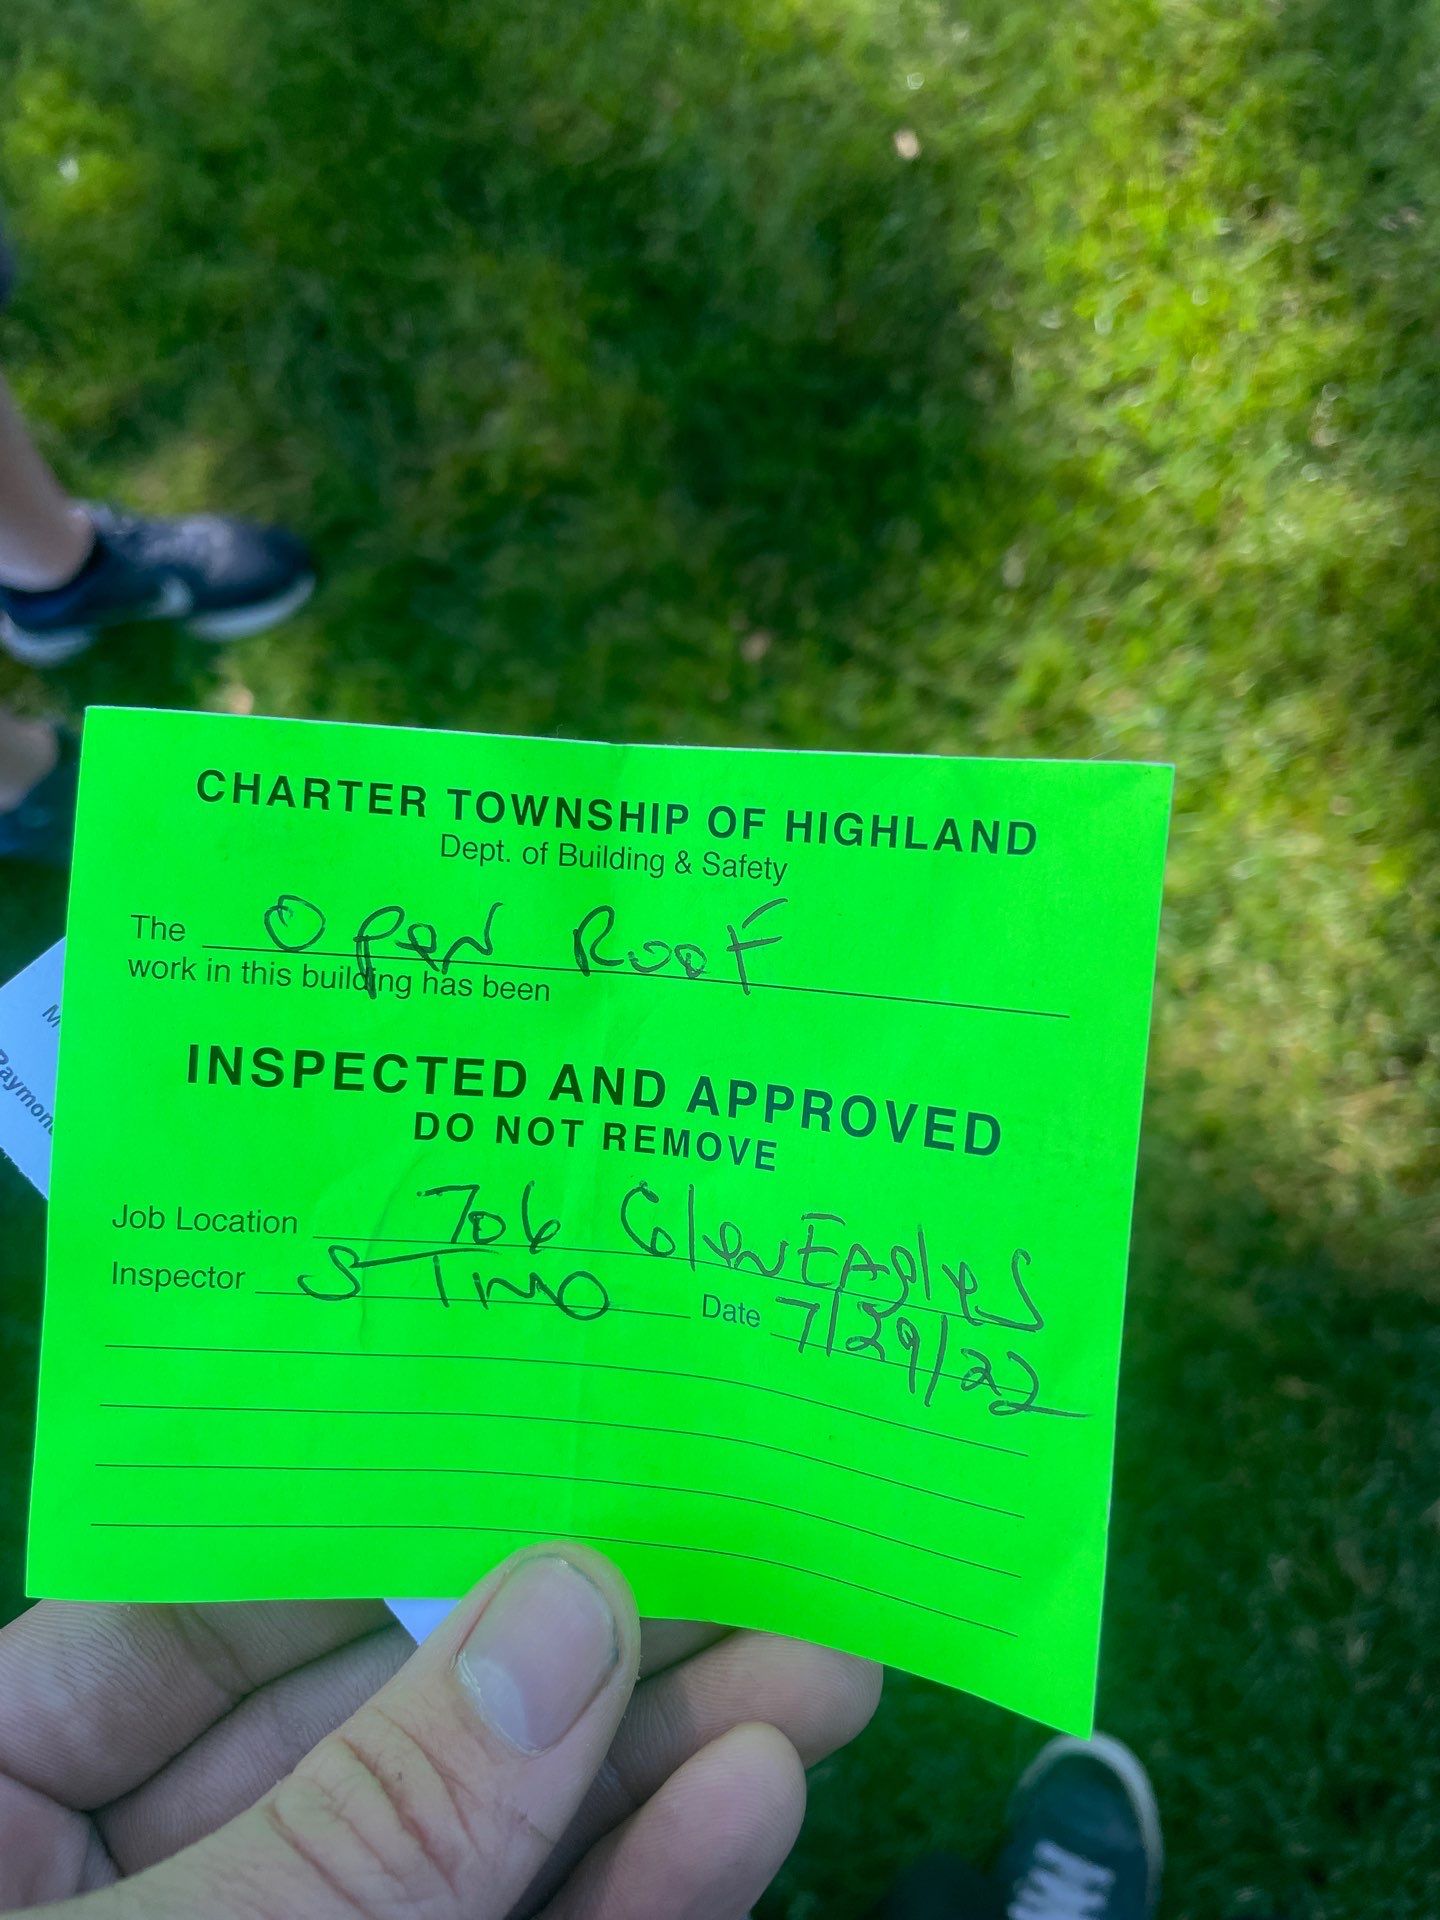 CHARTER TOWNSHIP OF HIGHLAND
Dept. of Building & Safety
The Open Roof
work in this building has been
INSPECTED AND APPROVED
DO NOT REMOVE
Job Location 706 GlenEagles
Inspector Date 7/29/22